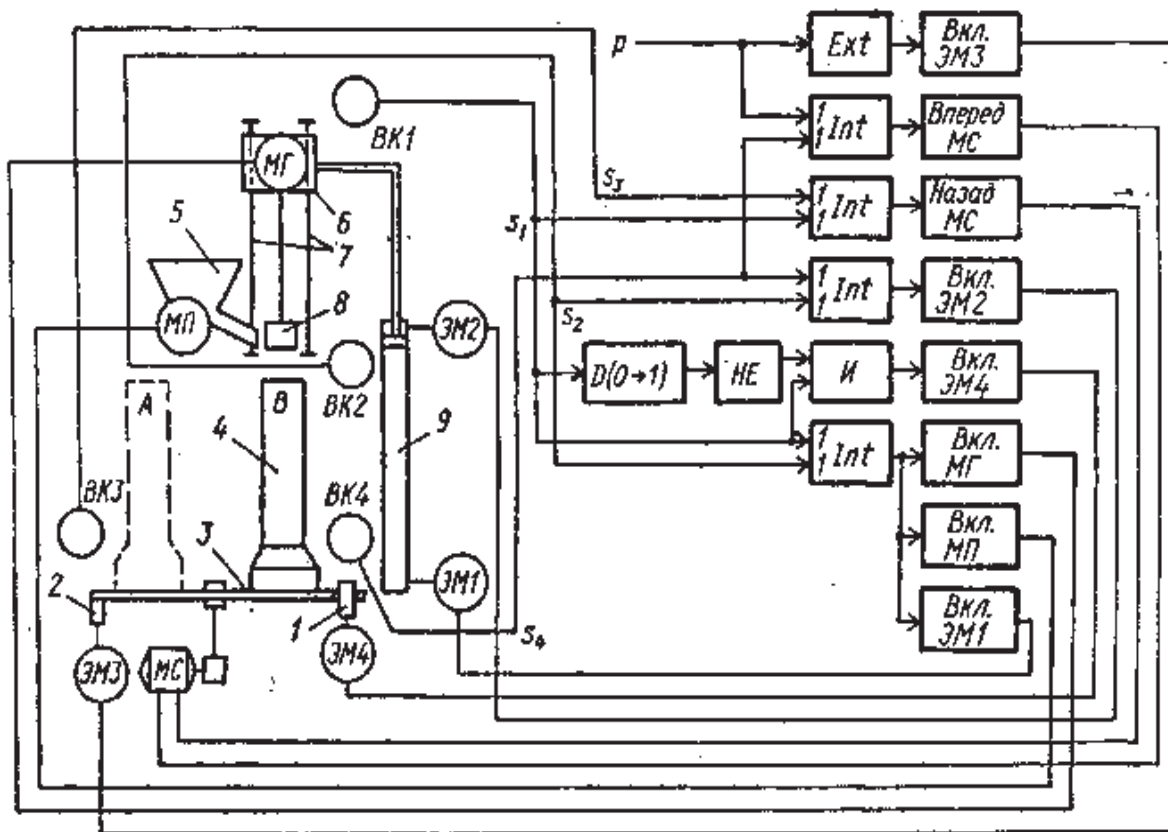 p
Ext
Вкл.
ЭМ3
ВК1
1
1
Int
Вперед
МС
МГ
s3
1
1
Int
Назад
МС
5
6
s1
7
1
1
Int
Вкл.
ЭМ2
8
МП
ЭМ2
s2
D(0→1)
НЕ
И
Вкл.
ЭМ4
А
В
ВК2
4
9
1
1
Int
Вкл.
МГ
ВК3
ВК4
3
Вкл.
МП
2
1
ЭМ1
Вкл.
ЭМ1
s4
ЭМ3
МС
ЭМ4